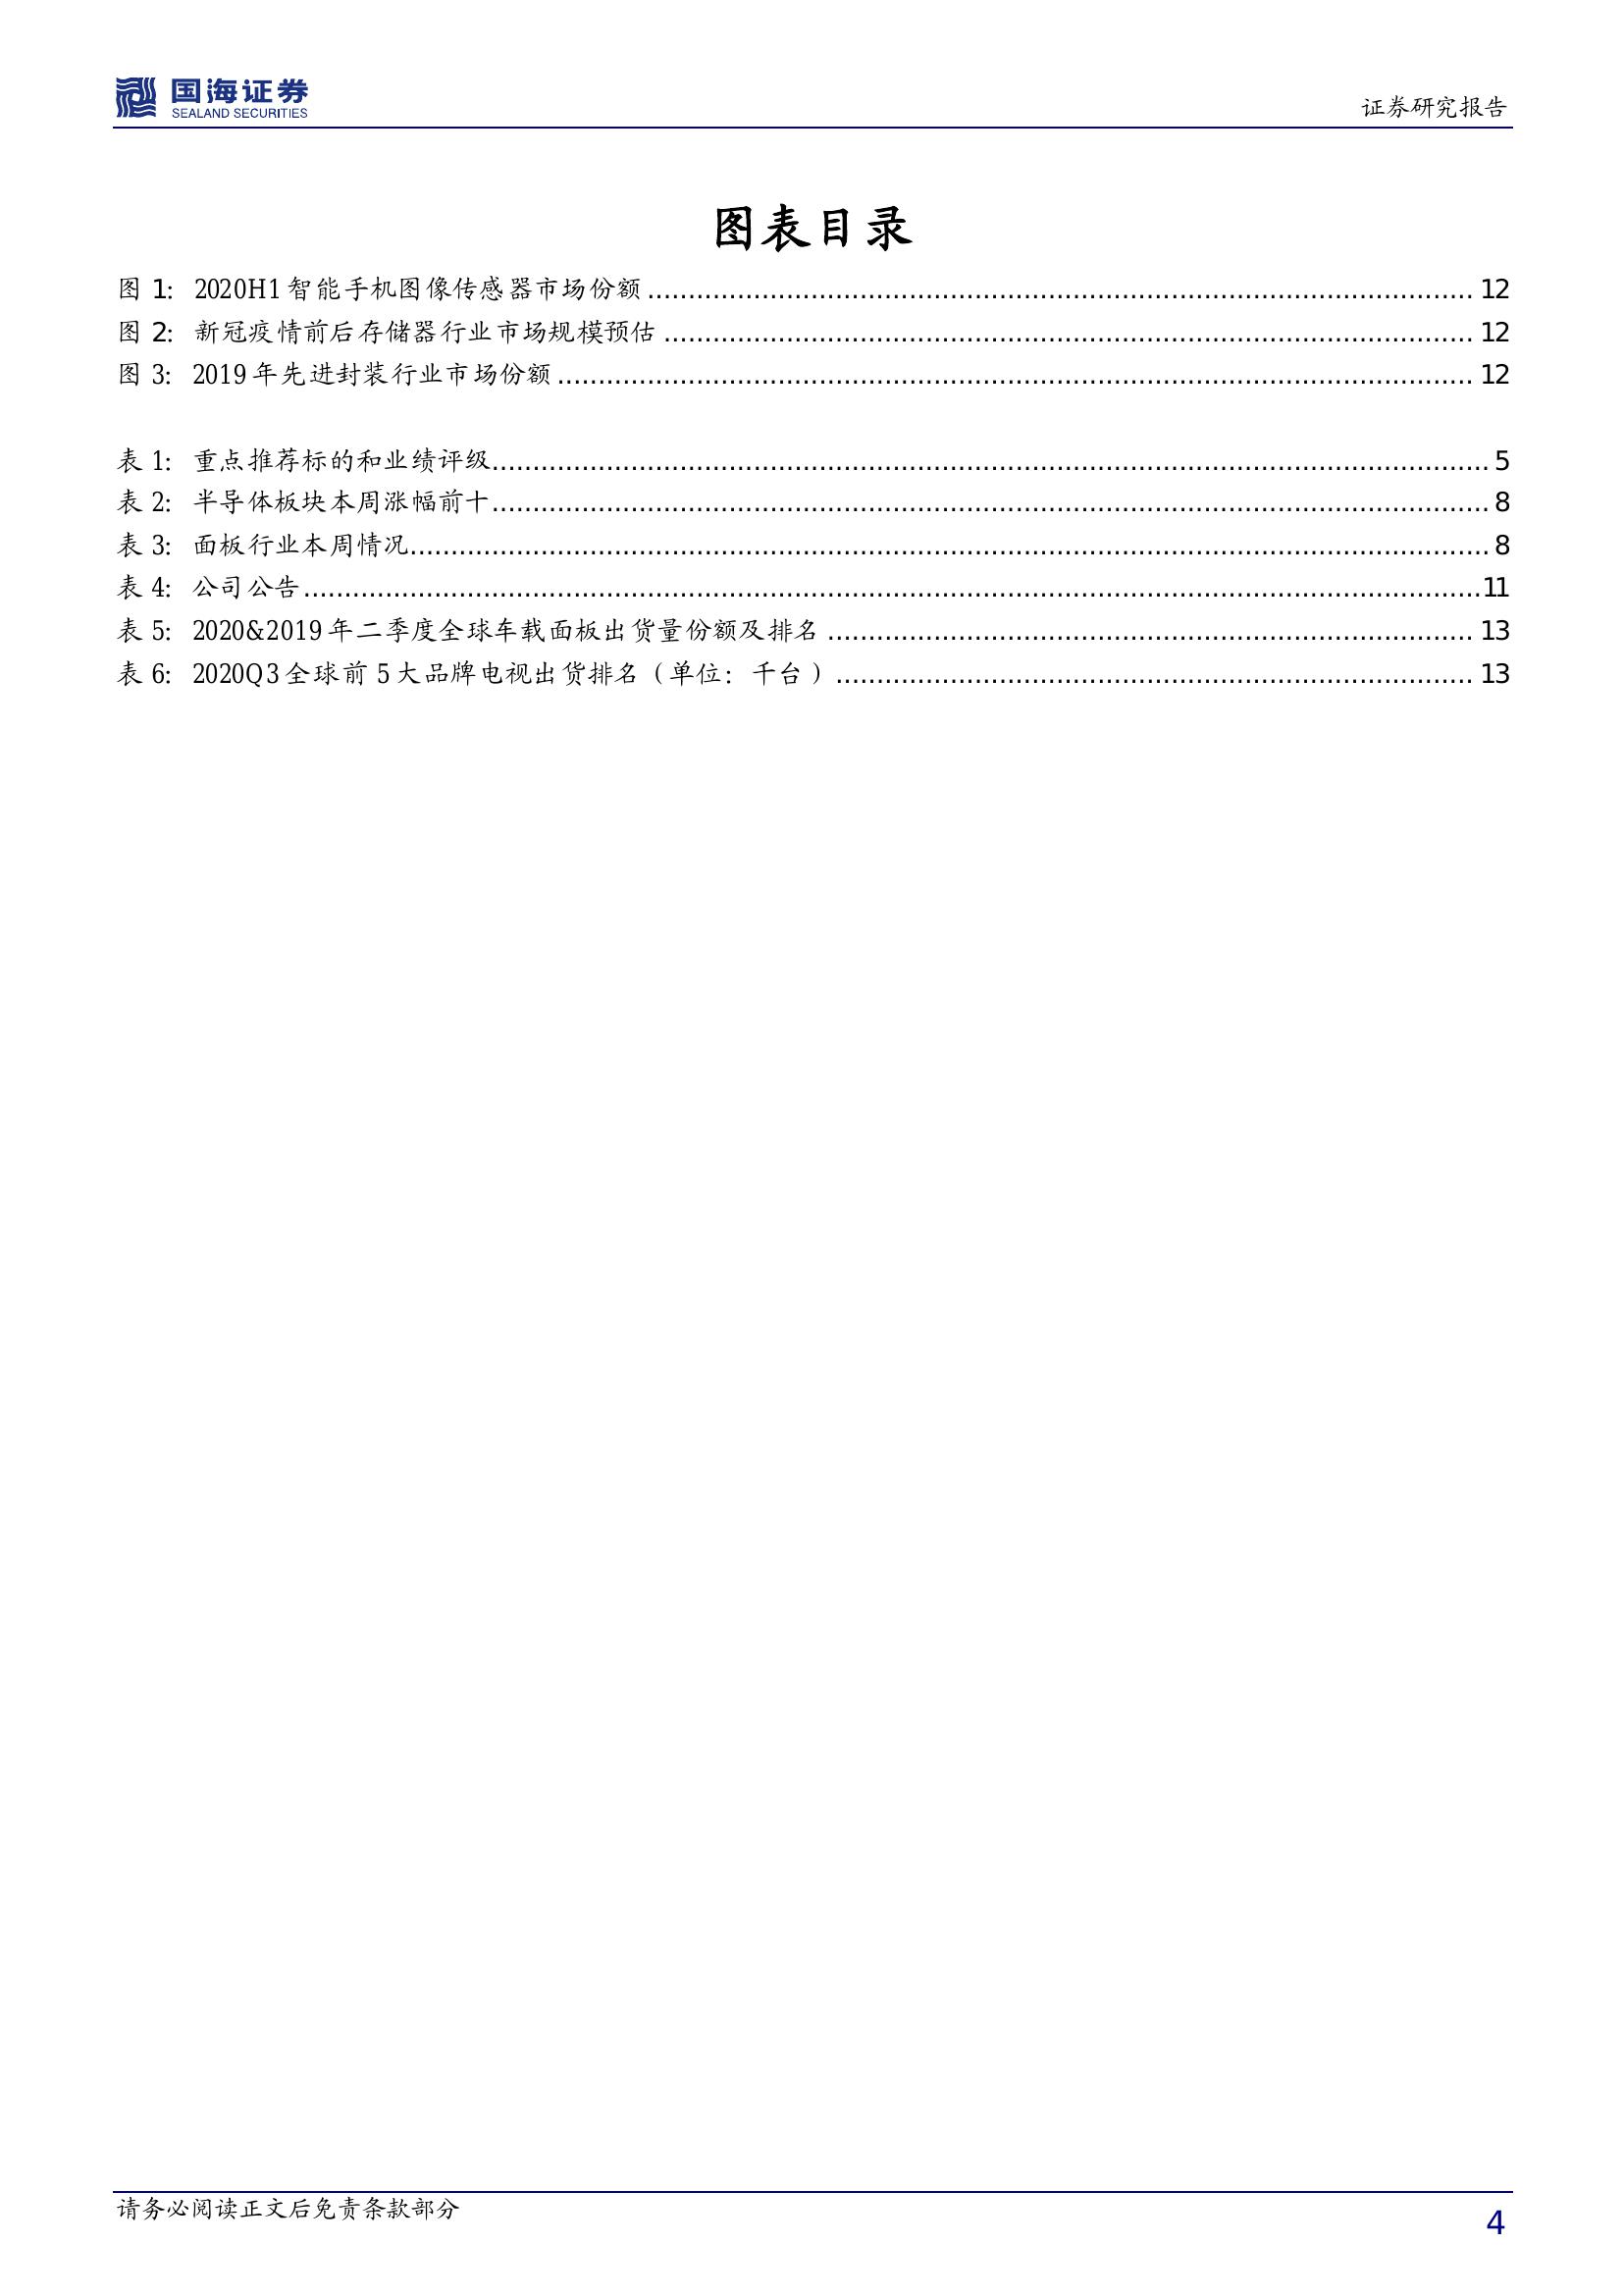 国海证券
SEALAND SECURITIES
证券研究报告
图表目录
图 1: 2020H1 智能手机图像传感器市场份额 ........ 12
图 2: 新冠疫情前后存储器行业市场规模预估 ........ 12
图 3: 2019 年先进封装行业市场份额 ........ 12
表 1: 重点推荐标的和业绩评级 ........ 5
表 2: 半导体板块本周涨幅前十 ........ 8
表 3: 面板行业本周情况 ........ 8
表 4: 公司公告 ........ 11
表 5: 2020&2019 年二季度全球车载面板出货量份额及排名 ........ 13
表 6: 2020Q3 全球前 5 大品牌电视出货排名（单位：千台） ........ 13
请务必阅读正文后免责条款部分
4